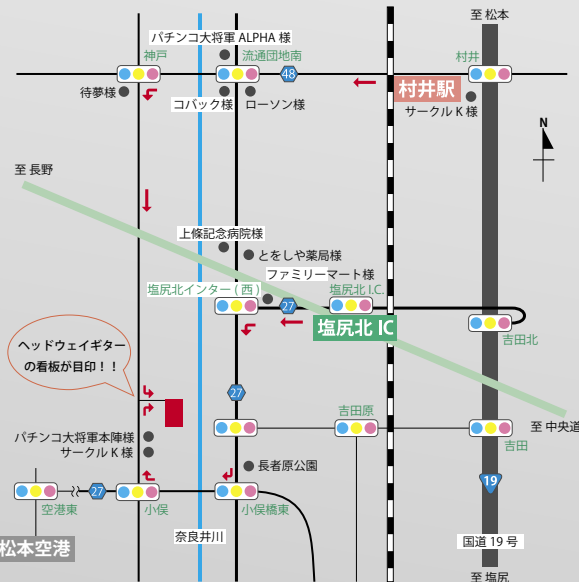 至 松本
パチンコ大将軍 ALPHA 様
神戸
流通団地南
村井
48
村井駅
待夢様
コバック様
ローソン様
サークル K 様
N
至 長野
上條記念病院様
とをしや薬局様
ファミリーマート様
塩尻北インター ( 西 )
塩尻北 I.C.
27
塩尻北 IC
吉田北
ヘッドウェイギター
の看板が目印！！
27
吉田原
至 中央道
吉田
パチンコ大将軍本陣様
サークル K 様
長者原公園
19
27
空港東
小俣
小俣橋東
松本空港
奈良井川
国道 19 号
至 塩尻